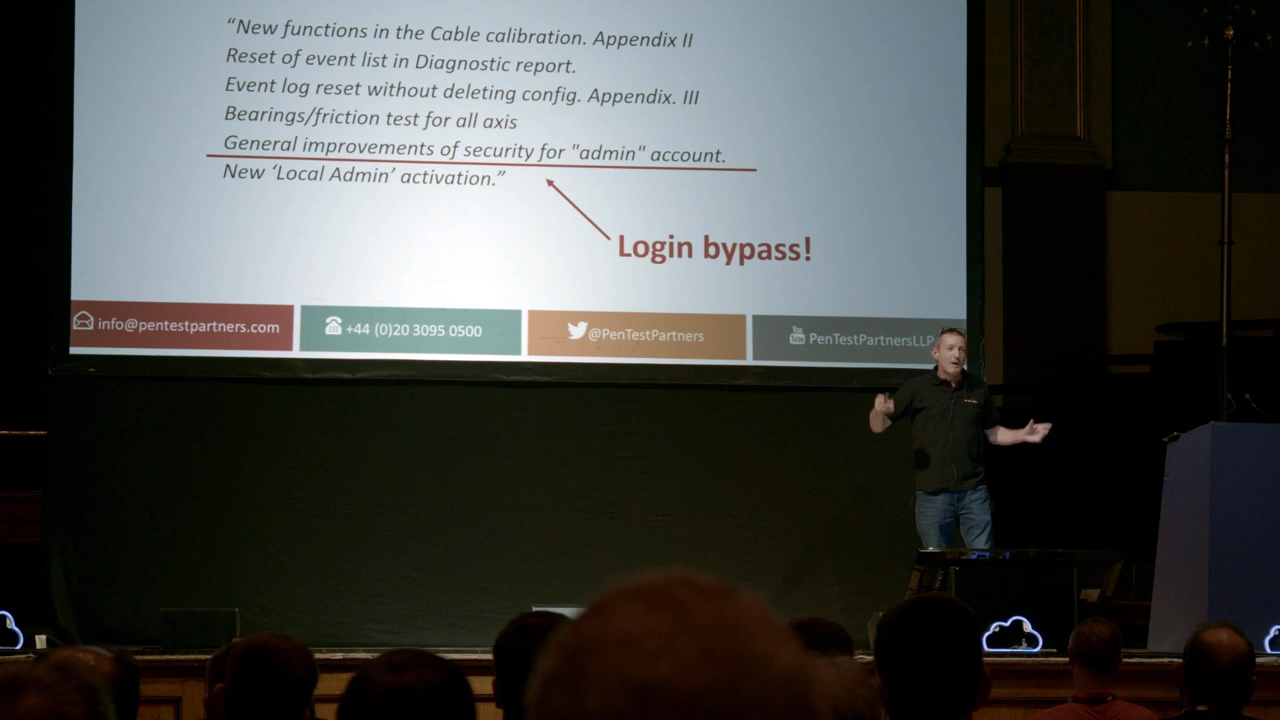 “New functions in the Cable calibration. Appendix II
Reset of event list in Diagnostic report.
Event log reset without deleting config. Appendix. III
Bearings/friction test for all axis
General improvements of security for "admin" account.
New ‘Local Admin’ activation.”
Login bypass!
info@pentestpartners.com
+44 (0)20 3095 0500
@PenTestPartners
You Tube
PenTestPartnersLLP